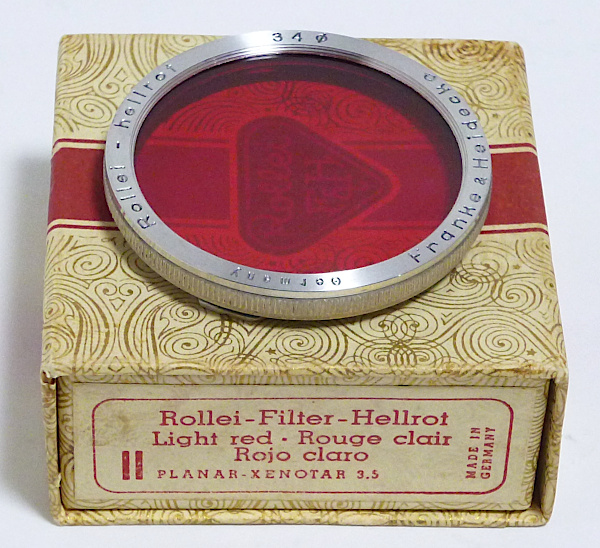 34ϕ
Rollei - hellrot
Franke & Heidecke
Germany
Rollei-Filter-Hellrot
Light red · Rouge clair
Rojo claro
II PLANAR-XENOTAR 3.5
MADE IN
GERMANY